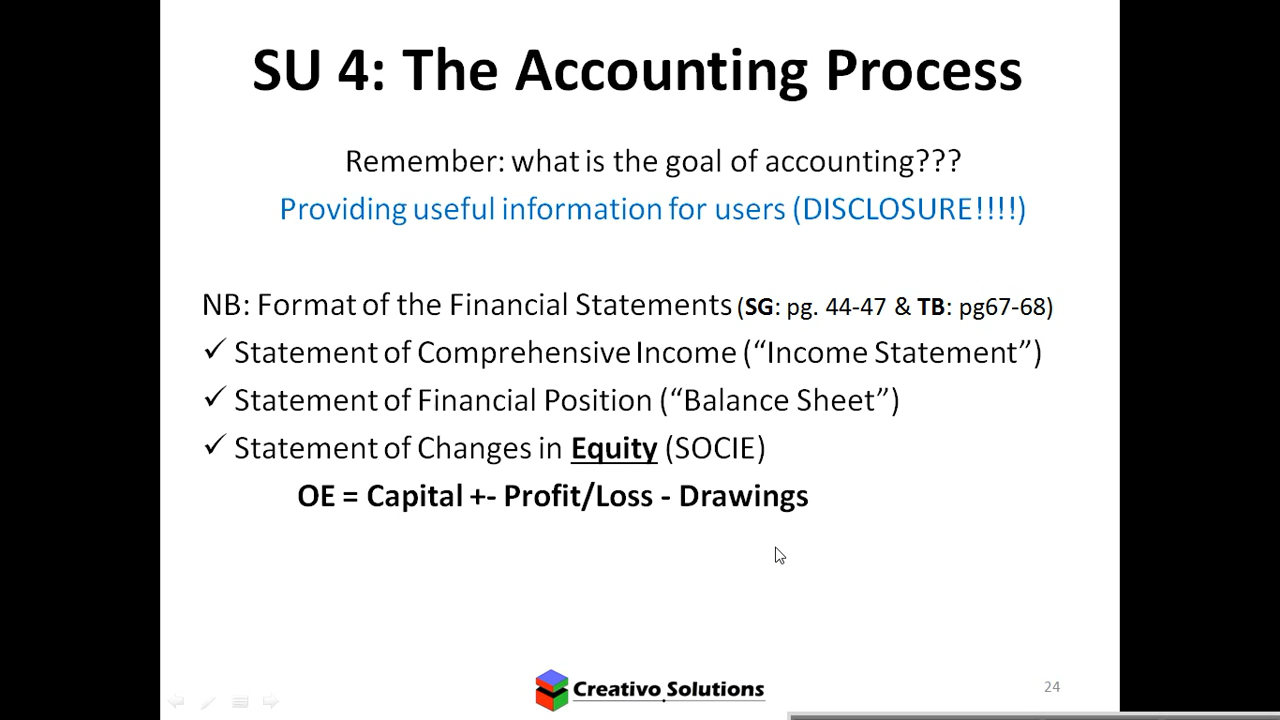 SU 4: The Accounting Process
Remember: what is the goal of accounting???
Providing useful information for users (DISCLOSURE!!!!)
NB: Format of the Financial Statements (SG: pg. 44-47 & TB: pg67-68)
✓ Statement of Comprehensive Income (“Income Statement”)
✓ Statement of Financial Position (“Balance Sheet”)
✓ Statement of Changes in Equity (SOCIE)
OE = Capital +- Profit/Loss - Drawings
Creativo Solutions
24